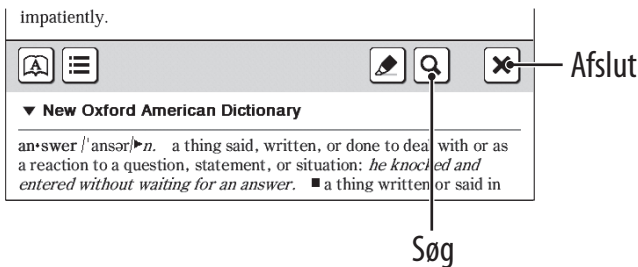 impatiently.
Afslut
▼ New Oxford American Dictionary
an•swer /ˈansər/▶n. a thing said, written, or done to deal with or as
a reaction to a question, statement, or situation: he knocked and
entered without waiting for an answer. ■ a thing written or said in
Søg